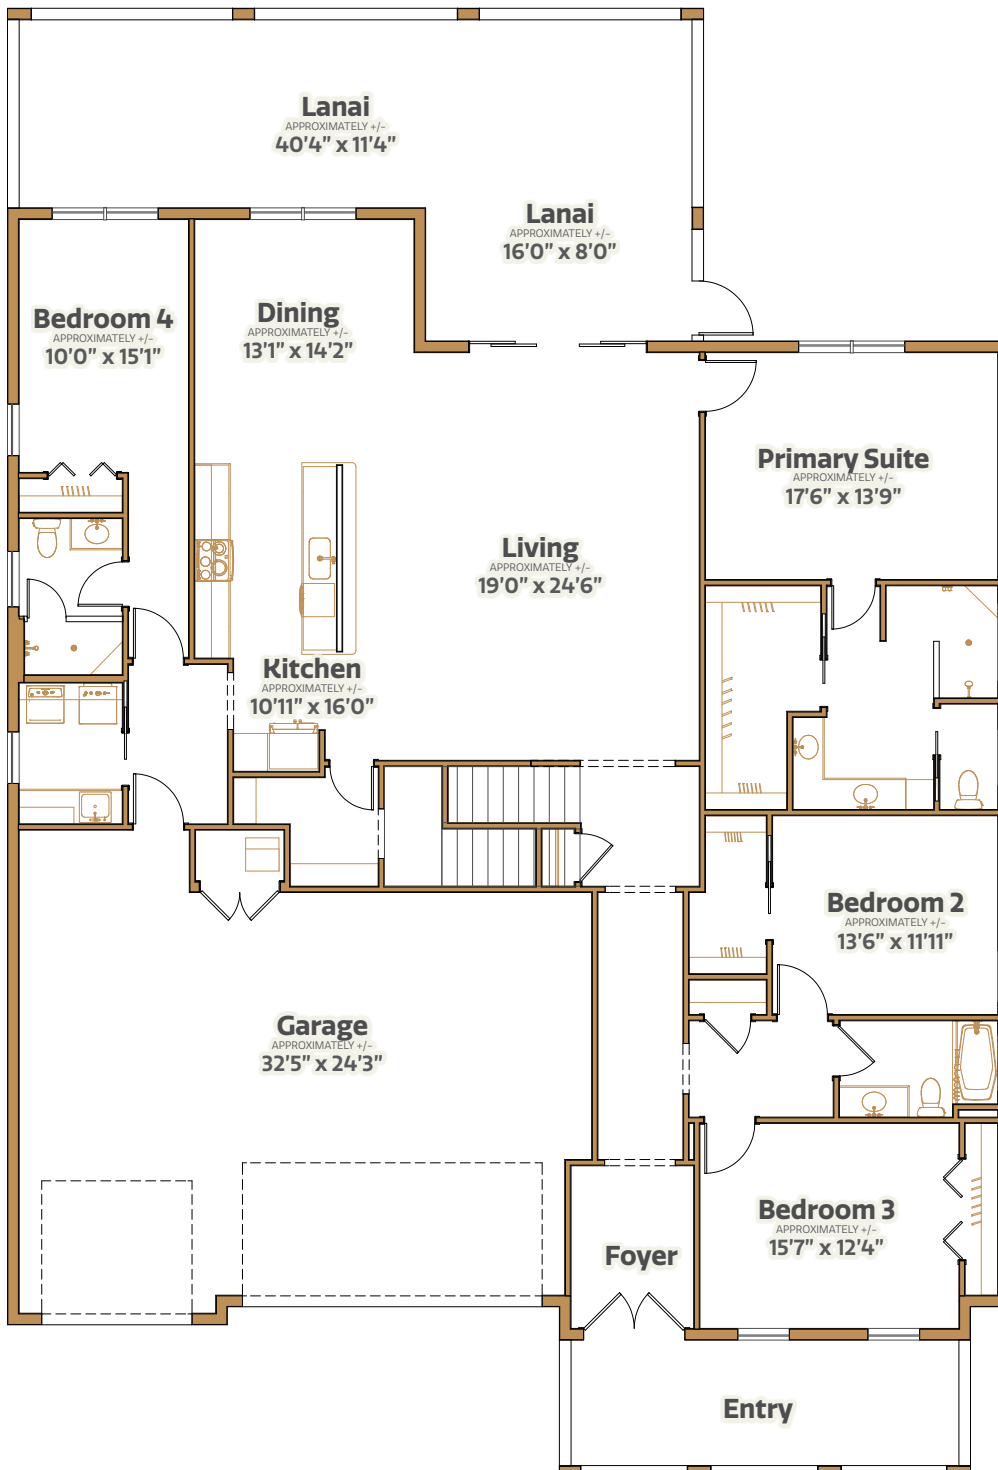 Lanai
APPROXIMATELY +/-
40'4" x 11'4"
Lanai
APPROXIMATELY +/-
16'0" x 8'0"
Bedroom 4
APPROXIMATELY +/-
10'0" x 15'1"
Dining
APPROXIMATELY +/-
13'1" x 14'2"
Primary Suite
APPROXIMATELY +/-
17'6" x 13'9"
Living
APPROXIMATELY +/-
19'0" x 24'6"
Kitchen
APPROXIMATELY +/-
10'11" x 16'0"
Bedroom 2
APPROXIMATELY +/-
13'6" x 11'11"
Garage
APPROXIMATELY +/-
32'5" x 24'3"
Bedroom 3
APPROXIMATELY +/-
15'7" x 12'4"
Foyer
Entry